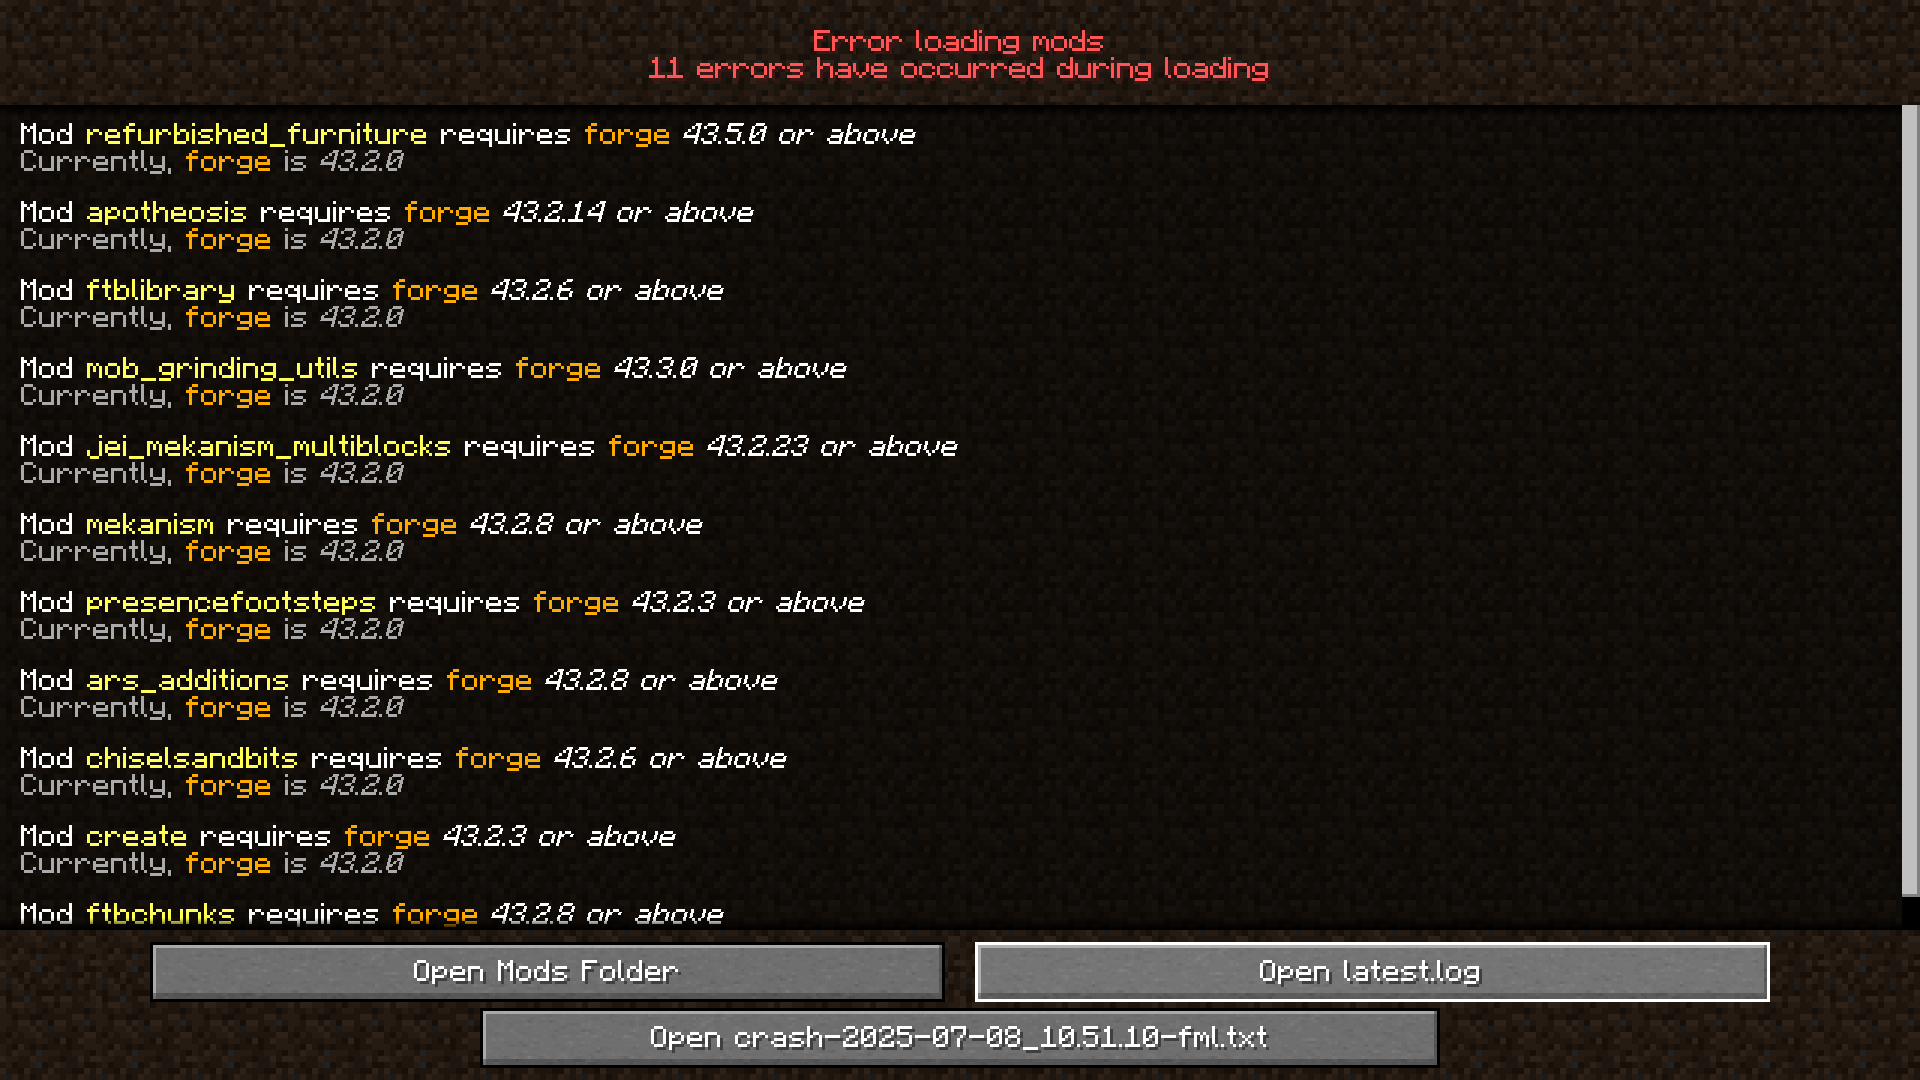 Error loading mods
11 errors have occurred during loading
Mod refurbished_furniture requires forge 43.5.0 or above
Currently, forge is 43.2.0
Mod apotheosis requires forge 43.2.14 or above
Currently, forge is 43.2.0
Mod ftblibrary requires forge 43.2.6 or above
Currently, forge is 43.2.0
Mod mob_grinding_utils requires forge 43.3.0 or above
Currently, forge is 43.2.0
Mod jei_mekanism_multiblocks requires forge 43.2.23 or above
Currently, forge is 43.2.0
Mod mekanism requires forge 43.2.8 or above
Currently, forge is 43.2.0
Mod presencefootsteps requires forge 43.2.3 or above
Currently, forge is 43.2.0
Mod ars_additions requires forge 43.2.8 or above
Currently, forge is 43.2.0
Mod chiselsandbits requires forge 43.2.6 or above
Currently, forge is 43.2.0
Mod create requires forge 43.2.3 or above
Currently, forge is 43.2.0
Mod ftbchunks requires forge 43.2.8 or above
Open Mods Folder
Open latest.log
Open crash-2025-07-08_10.51.10-fml.txt